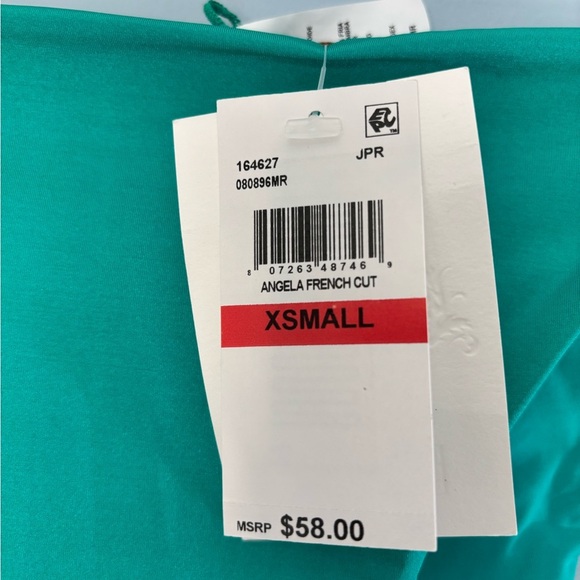 164627
JPR
080896MR
8 07263 48746 9
ANGELA FRENCH CUT
XSMALL
MSRP $58.00